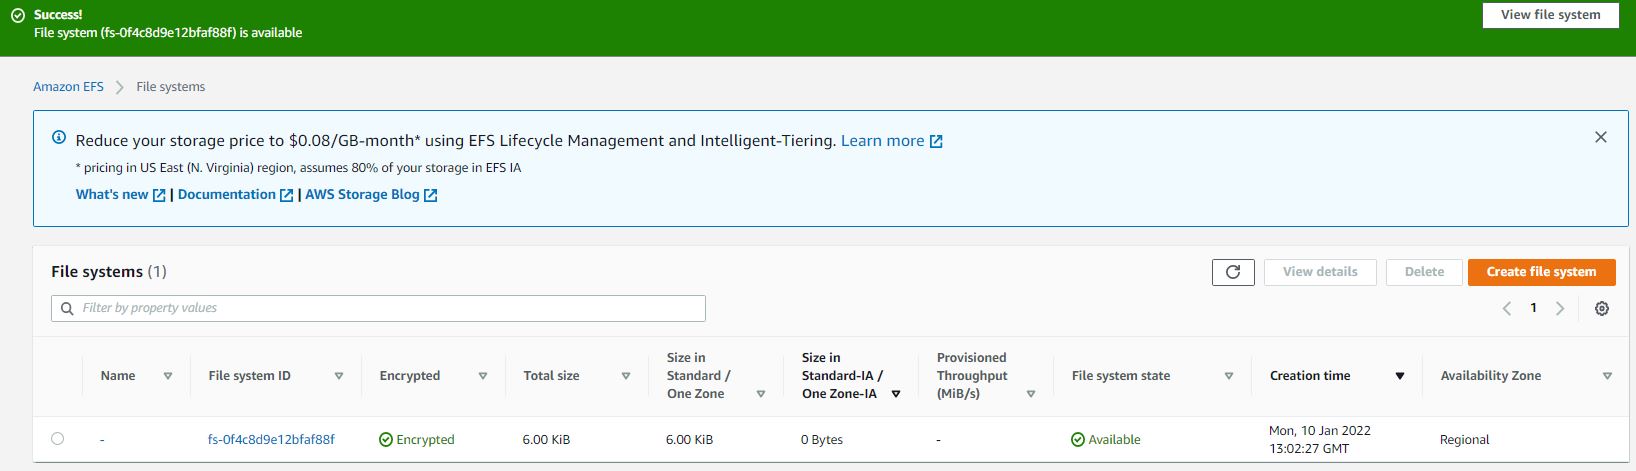 Success!
View file system
File system (fs-0f4c8d9e12bfaf88f) is available
Amazon EFS
File systems
Reduce your storage price to $0.08/GB-month* using EFS Lifecycle Management and Intelligent-Tiering. Learn more
* pricing in US East (N. Virginia) region, assumes 80% of your storage in EFS IA
What's new | Documentation | AWS Storage Blog
File systems (1)
View details
Delete
Create file system
Filter by property values
1
Name
File system ID
Encrypted
Total size
Size in
Standard /
One Zone
Size in
Standard-IA /
One Zone-IA
Provisioned
Throughput
(MiB/s)
File system state
Creation time
Availability Zone
-
fs-0f4c8d9e12bfaf88f
Encrypted
6.00 KiB
6.00 KiB
0 Bytes
-
Available
Mon, 10 Jan 2022
13:02:27 GMT
Regional